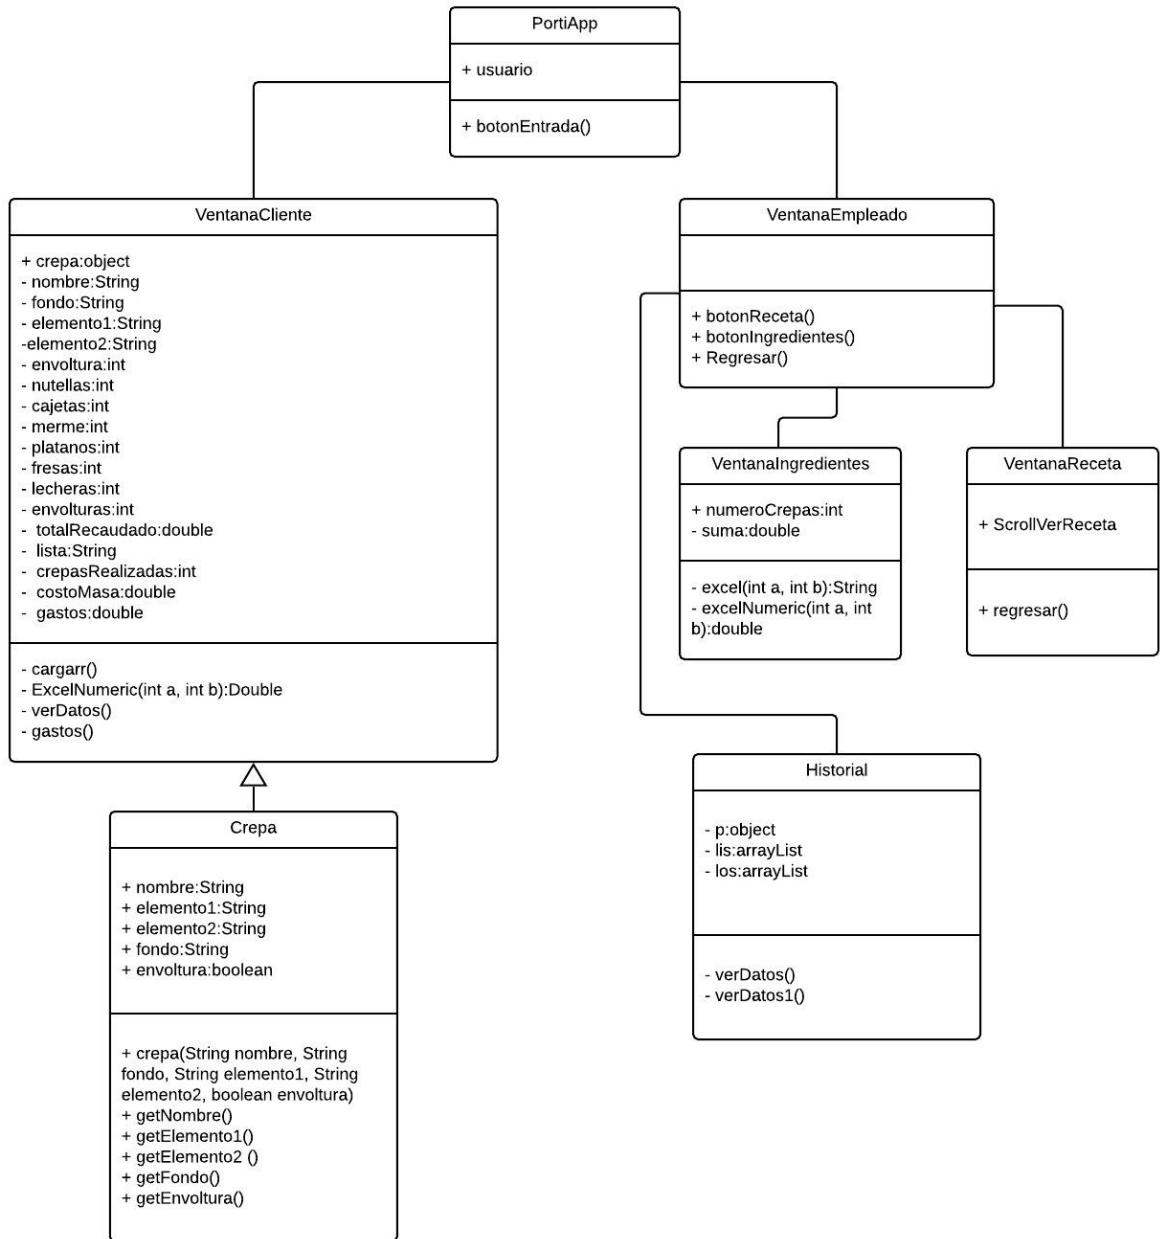 PortiApp
+ usuario
+ botonEntrada()
VentanaCliente
+ crepa:object
- nombre:String
- fondo:String
- elemento1:String
-elemento2:String
- envoltura:int
- nutellas:int
- cajetas:int
- merme:int
- platanos:int
- fresas:int
- lecheras:int
- envolturas:int
- totalRecaudado:double
- lista:String
- crepasRealizadas:int
- costoMasa:double
- gastos:double
- cargarr()
- ExcelNumeric(int a, int b):Double
- verDatos()
- gastos()
VentanaEmpleado
+ botonReceta()
+ botonIngredientes()
+ Regresar()
VentanaIngredientes
+ numeroCrepas:int
- suma:double
- excel(int a, int b):String
- excelNumeric(int a, int
b):double
VentanaReceta
+ ScrollVerReceta
+ regresar()
Crepa
+ nombre:String
+ elemento1:String
+ elemento2:String
+ fondo:String
+ envoltura:boolean
+ crepa(String nombre, String
fondo, String elemento1, String
elemento2, boolean envoltura)
+ getNombre()
+ getElemento1()
+ getElemento2 ()
+ getFondo()
+ getEnvoltura()
Historial
- p:object
- lis:arrayList
- los:arrayList
- verDatos()
- verDatos1()